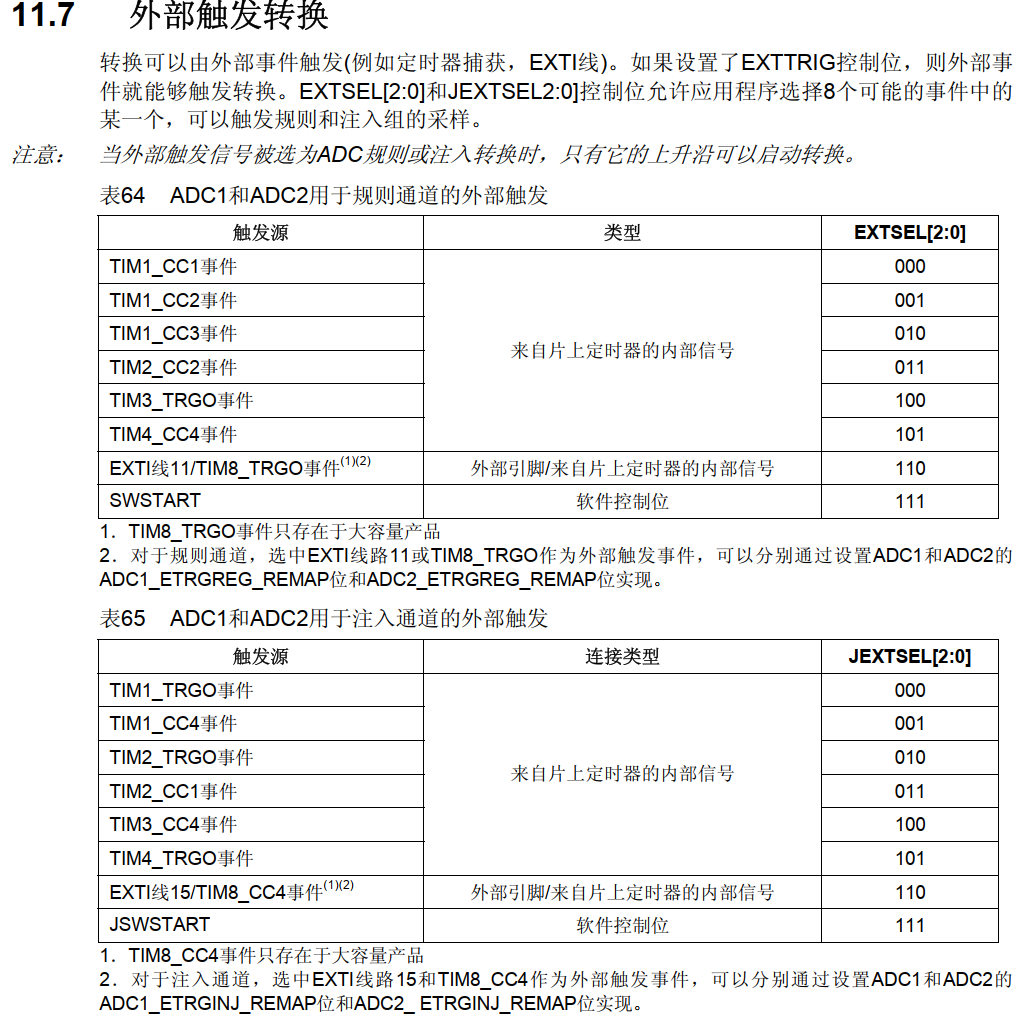 11.7 外部触发转换
转换可以由外部事件触发(例如定时器捕获，EXTI线)。如果设置了EXTTRIG控制位，则外部事
件就能够触发转换。EXTSEL[2:0]和JEXTSEL2:0]控制位允许应用程序选择8个可能的事件中的
某一个，可以触发规则和注入组的采样。
注意： 当外部触发信号被选为ADC规则或注入转换时，只有它的上升沿可以启动转换。
表64 ADC1和ADC2用于规则通道的外部触发
触发源 类型 EXTSEL[2:0]
TIM1_CC1事件 000
TIM1_CC2事件 001
TIM1_CC3事件 010
来自片上定时器的内部信号
TIM2_CC2事件 011
TIM3_TRGO事件 100
TIM4_CC4事件 101
EXTI线11/TIM8_TRGO事件(1)(2) 外部引脚/来自片上定时器的内部信号 110
SWSTART 软件控制位 111
1．TIM8_TRGO事件只存在于大容量产品
2．对于规则通道，选中EXTI线路11或TIM8_TRGO作为外部触发事件，可以分别通过设置ADC1和ADC2的
ADC1_ETRGREG_REMAP位和ADC2_ETRGREG_REMAP位实现。
表65 ADC1和ADC2用于注入通道的外部触发
触发源 连接类型 JEXTSEL[2:0]
TIM1_TRGO事件 000
TIM1_CC4事件 001
TIM2_TRGO事件 010
来自片上定时器的内部信号
TIM2_CC1事件 011
TIM3_CC4事件 100
TIM4_TRGO事件 101
EXTI线15/TIM8_CC4事件(1)(2) 外部引脚/来自片上定时器的内部信号 110
JSWSTART 软件控制位 111
1．TIM8_CC4事件只存在于大容量产品
2．对于注入通道，选中EXTI线路15和TIM8_CC4作为外部触发事件，可以分别通过设置ADC1和ADC2的
ADC1_ETRGINJ_REMAP位和ADC2_ ETRGINJ_REMAP位实现。